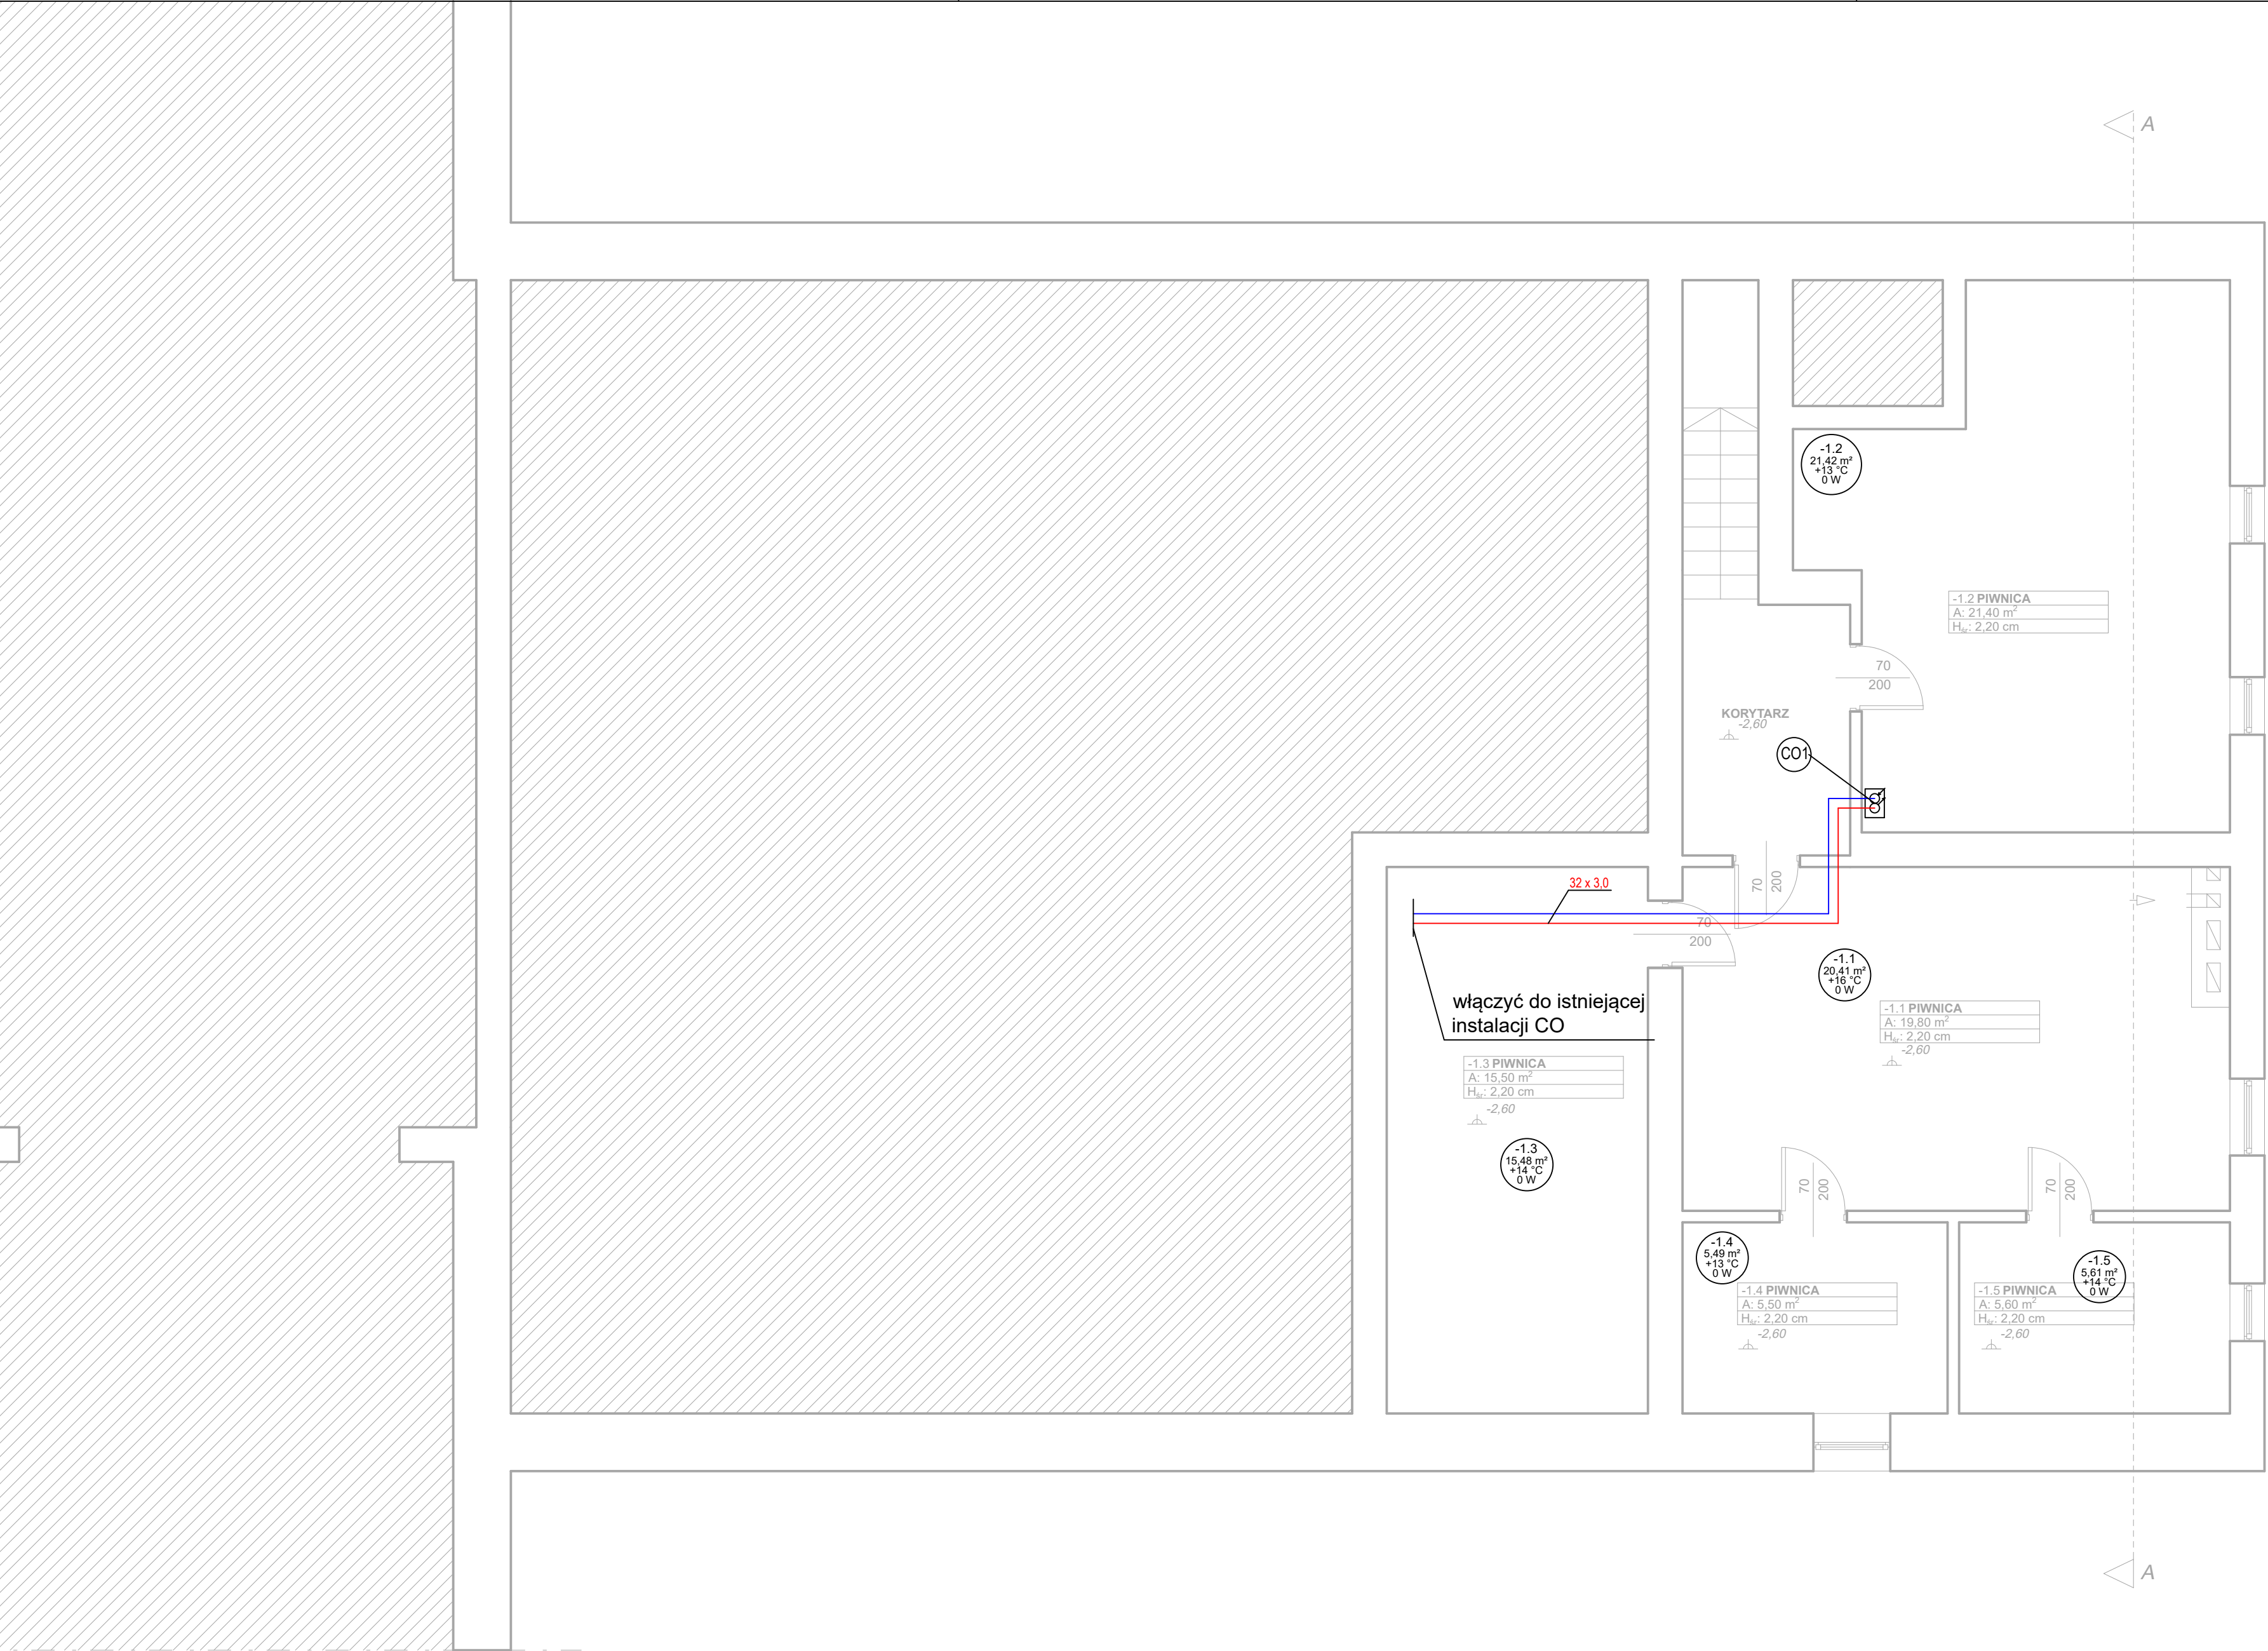 A
-1.2
21,42 m²
+13 °C
0 W
-1.2 PIWNICA
A: 21,40 m²
Hśr: 2,20 cm
70
200
KORYTARZ
-2,60
CO1
32 x 3,0
70
200
70
200
-1.1
20,41 m²
+16 °C
0 W
włączyć do istniejącej
instalacji CO
-1.1 PIWNICA
A: 19,80 m²
Hśr: 2,20 cm
-2,60
-1.3 PIWNICA
A: 15,50 m²
Hśr: 2,20 cm
-2,60
-1.3
15,48 m²
+14 °C
0 W
70
200
70
200
-1.4
5,49 m²
+13 °C
0 W
-1.4 PIWNICA
A: 5,50 m²
Hśr: 2,20 cm
-2,60
-1.5
5,61 m²
+14 °C
0 W
-1.5 PIWNICA
A: 5,60 m²
Hśr: 2,20 cm
-2,60
A